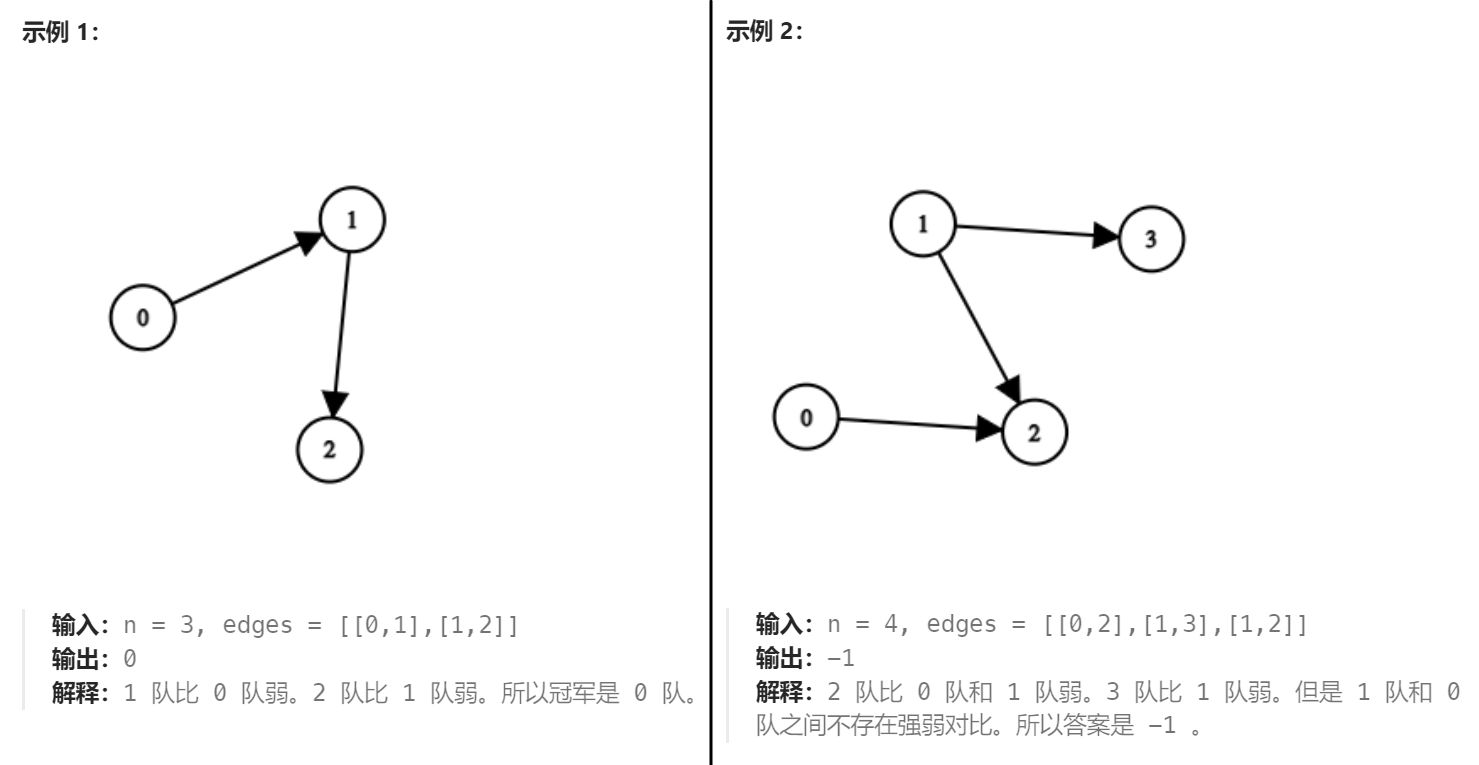 示例 1：
1
0
2
输入：n = 3, edges = [[0,1],[1,2]]
输出：0
解释：1 队比 0 队弱。2 队比 1 队弱。所以冠军是 0 队。
示例 2：
1
3
0
2
输入：n = 4, edges = [[0,2],[1,3],[1,2]]
输出：-1
解释：2 队比 0 队和 1 队弱。3 队比 1 队弱。但是 1 队和 0
队之间不存在强弱对比。所以答案是 -1 。